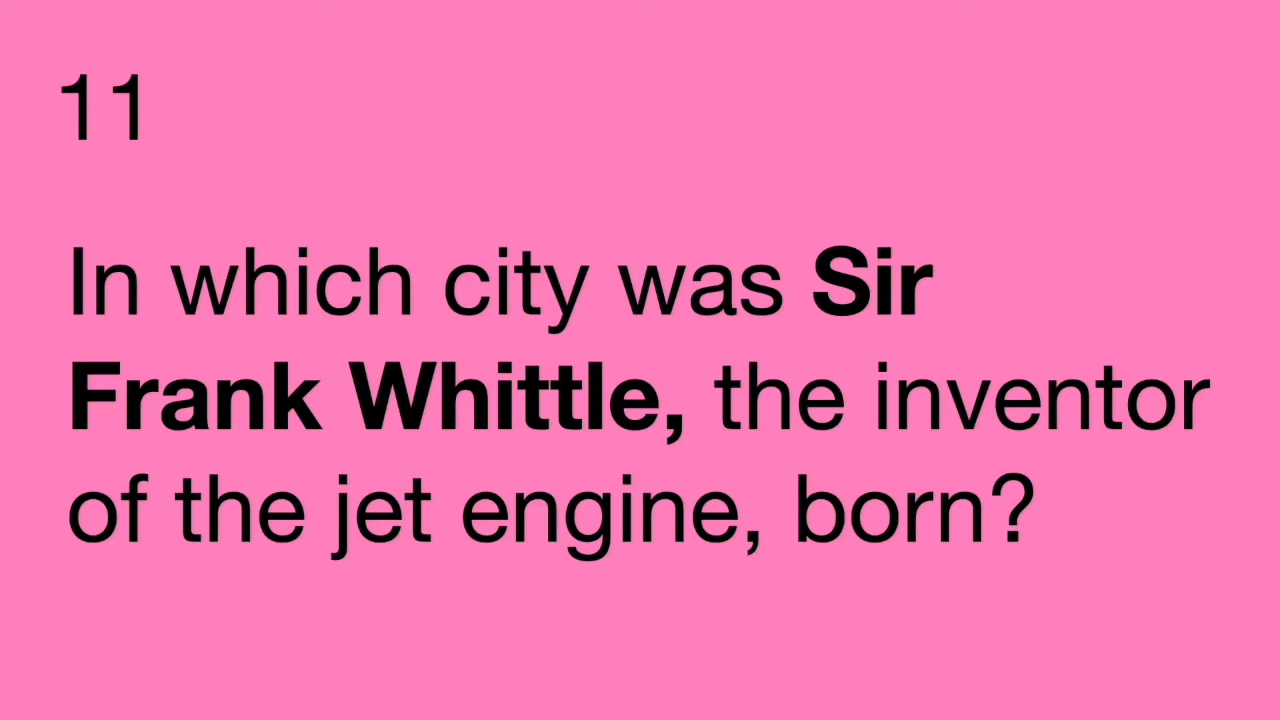 11
In which city was Sir
Frank Whittle, the inventor
of the jet engine, born?